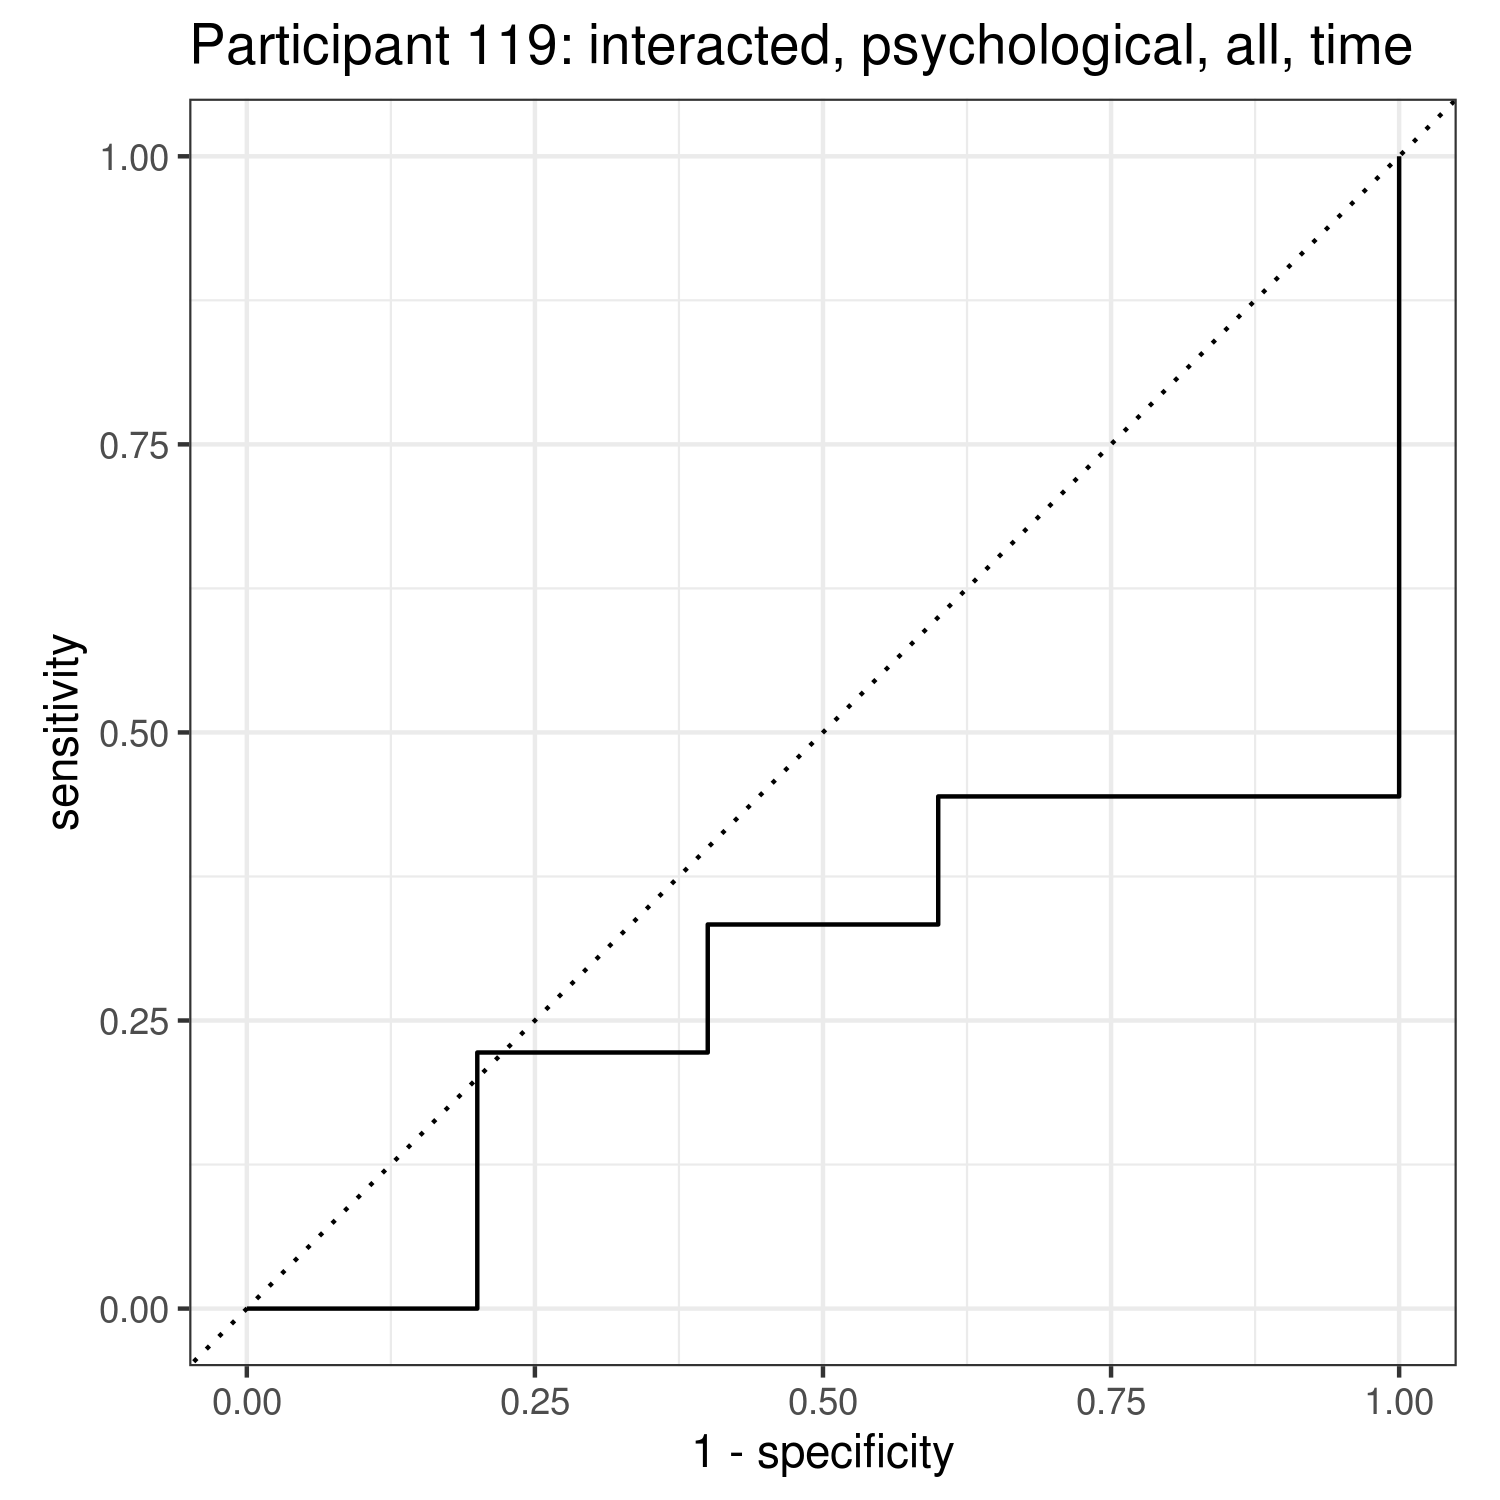 Participant 119: interacted, psychological, all, time
1.00
0.75
0.50
0.25
0.00
sensitivity
0.00 0.25 0.50 0.75 1.00
1 - specificity